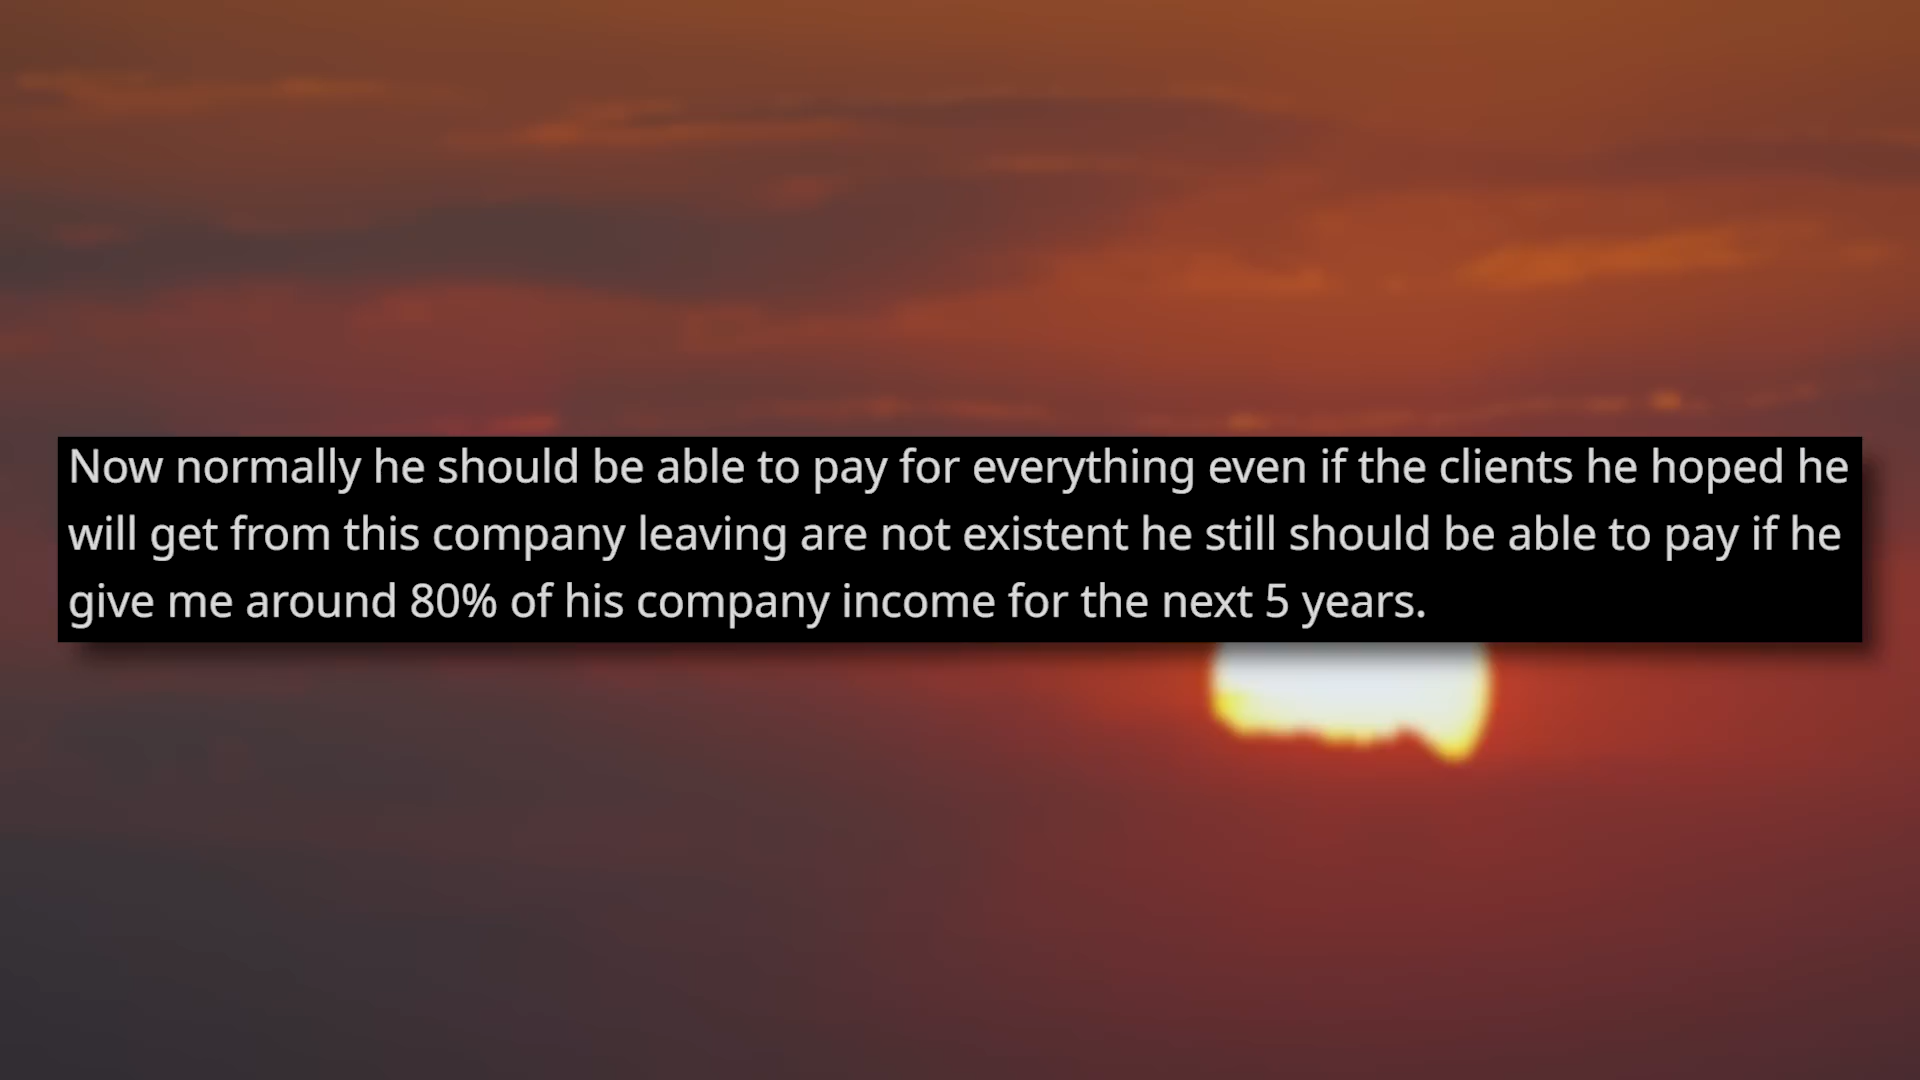 Now normally he should be able to pay for everything even if the clients he hoped he
will get from this company leaving are not existent he still should be able to pay if he
give me around 80% of his company income for the next 5 years.